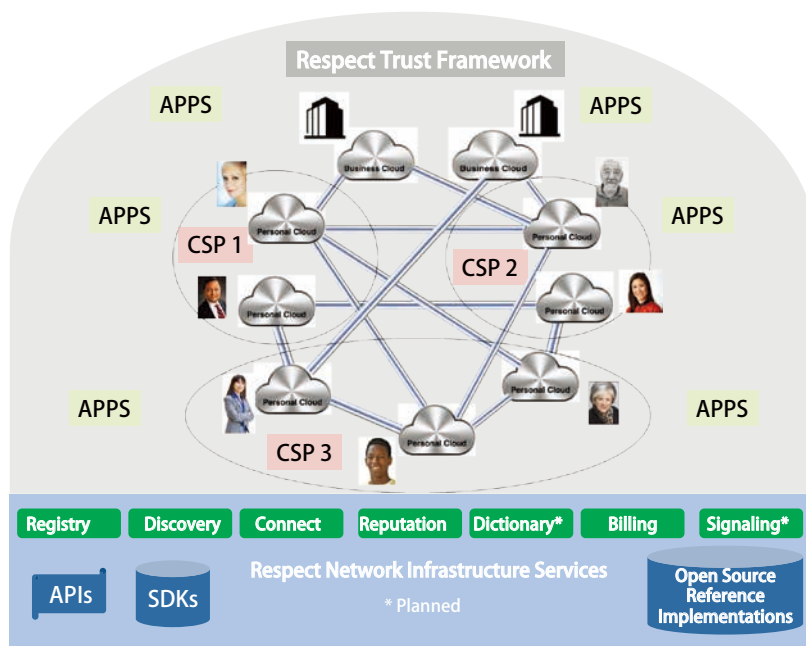 Respect Trust Framework
APPS
APPS
Business Cloud
Business Cloud
APPS
Personal Cloud
CSP 1
Personal Cloud
CSP 2
APPS
Personal Cloud
Personal Cloud
APPS
Personal Cloud
Personal Cloud
APPS
CSP 3
Personal Cloud
Registry
Discovery
Connect
Reputation
Dictionary*
Billing
Signaling*
APIs
SDKs
Respect Network Infrastructure Services
* Planned
Open Source
Reference
Implementations